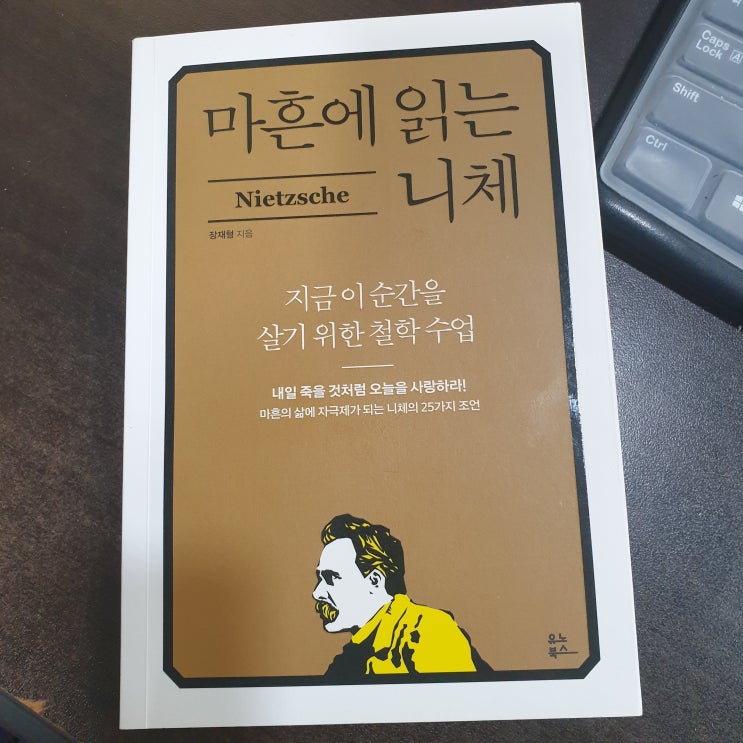 마흔에 읽는
니체
Nietzsche
장재형 지음
지금 이 순간을
살기 위한 철학 수업
내일 죽을 것처럼 오늘을 사랑하라!
마흔의 삶에 자극제가 되는 니체의 25가지 조언
유노
북스
Caps
Lock A
Shift
Ctrl